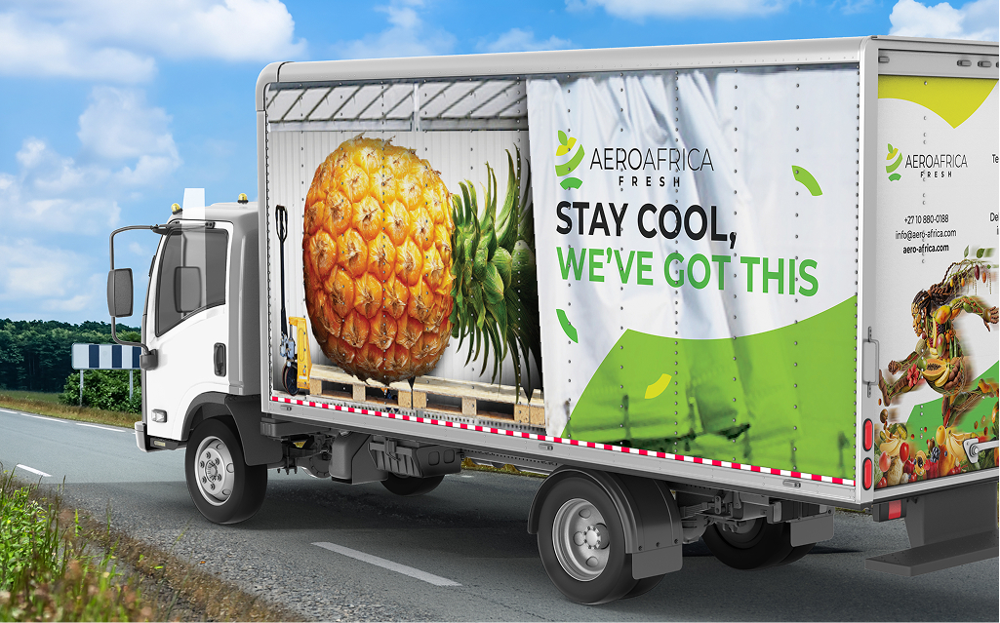 AEROAFRICA
FRESH
STAY COOL,
WE'VE GOT THIS
AEROAFRICA
FRESH
+27 10 880-0188
info@aero-africa.com
aero-africa.com